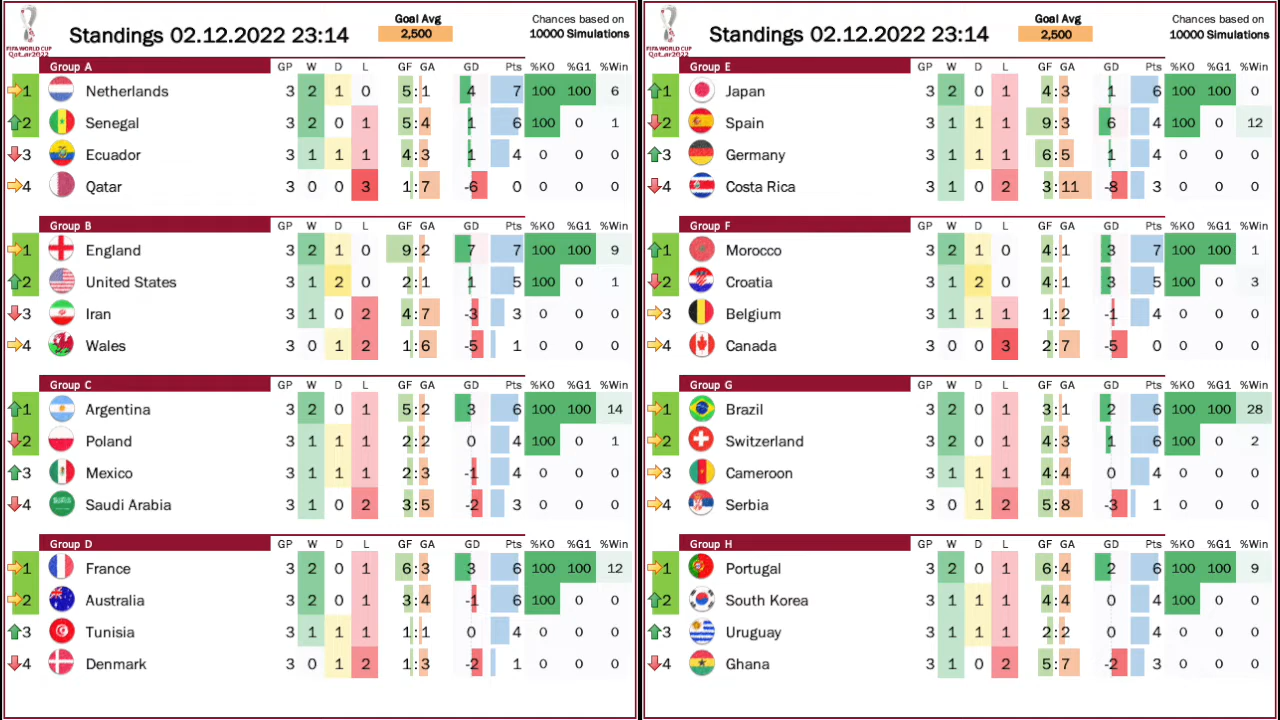 FIFA WORLD CUP
Qatar2022
Standings 02.12.2022 23:14
Goal Avg
2,500
Chances based on
10000 Simulations
Group A GP W D L GF GA GD Pts %KO %G1 %Win
1 Netherlands 3 2 1 0 5:1 4 7 100 100 6
2 Senegal 3 2 0 1 5:4 1 6 100 0 1
3 Ecuador 3 1 1 1 4:3 1 4 0 0 0
4 Qatar 3 0 0 3 1:7 -6 0 0 0 0
Group B GP W D L GF GA GD Pts %KO %G1 %Win
1 England 3 2 1 0 9:2 7 7 100 100 9
2 United States 3 1 2 0 2:1 1 5 100 0 1
3 Iran 3 1 0 2 4:7 -3 3 0 0 0
4 Wales 3 0 1 2 1:6 -5 1 0 0 0
Group C GP W D L GF GA GD Pts %KO %G1 %Win
1 Argentina 3 2 0 1 5:2 3 6 100 100 14
2 Poland 3 1 1 1 2:2 0 4 100 0 1
3 Mexico 3 1 1 1 2:3 -1 4 0 0 0
4 Saudi Arabia 3 1 0 2 3:5 -2 3 0 0 0
Group D GP W D L GF GA GD Pts %KO %G1 %Win
1 France 3 2 0 1 6:3 3 6 100 100 12
2 Australia 3 2 0 1 3:4 -1 6 100 0 0
3 Tunisia 3 1 1 1 1:1 0 4 0 0 0
4 Denmark 3 0 1 2 1:3 -2 1 0 0 0
FIFA WORLD CUP
Qatar2022
Standings 02.12.2022 23:14
Goal Avg
2,500
Chances based on
10000 Simulations
Group E GP W D L GF GA GD Pts %KO %G1 %Win
1 Japan 3 2 0 1 4:3 1 6 100 100 0
2 Spain 3 1 1 1 9:3 6 4 100 0 12
3 Germany 3 1 1 1 6:5 1 4 0 0 0
4 Costa Rica 3 1 0 2 3:11 -8 3 0 0 0
Group F GP W D L GF GA GD Pts %KO %G1 %Win
1 Morocco 3 2 1 0 4:1 3 7 100 100 1
2 Croatia 3 1 2 0 4:1 3 5 100 0 3
3 Belgium 3 1 1 1 1:2 -1 4 0 0 0
4 Canada 3 0 0 3 2:7 -5 0 0 0 0
Group G GP W D L GF GA GD Pts %KO %G1 %Win
1 Brazil 3 2 0 1 3:1 2 6 100 100 28
2 Switzerland 3 2 0 1 4:3 1 6 100 0 2
3 Cameroon 3 1 1 1 4:4 0 4 0 0 0
4 Serbia 3 0 1 2 5:8 -3 1 0 0 0
Group H GP W D L GF GA GD Pts %KO %G1 %Win
1 Portugal 3 2 0 1 6:4 2 6 100 100 9
2 South Korea 3 1 1 1 4:4 0 4 100 0 0
3 Uruguay 3 1 1 1 2:2 0 4 0 0 0
4 Ghana 3 1 0 2 5:7 -2 3 0 0 0